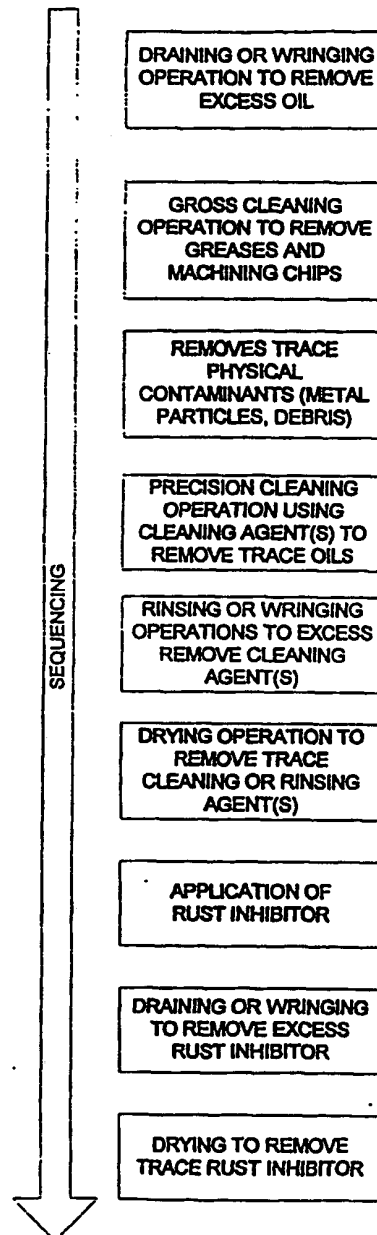 SEQUENCING
DRAINING OR WRINGING
OPERATION TO REMOVE
EXCESS OIL
GROSS CLEANING
OPERATION TO REMOVE
GREASES AND
MACHINING CHIPS
REMOVES TRACE
PHYSICAL
CONTAMINANTS (METAL
PARTICLES, DEBRIS)
PRECISION CLEANING
OPERATION USING
CLEANING AGENT(S) TO
REMOVE TRACE OILS
RINSING OR WRINGING
OPERATIONS TO EXCESS
REMOVE CLEANING
AGENT(S)
DRYING OPERATION TO
REMOVE TRACE
CLEANING OR RINSING
AGENT(S)
APPLICATION OF
RUST INHIBITOR
DRAINING OR WRINGING
TO REMOVE EXCESS
RUST INHIBITOR
DRYING TO REMOVE
TRACE RUST INHIBITOR